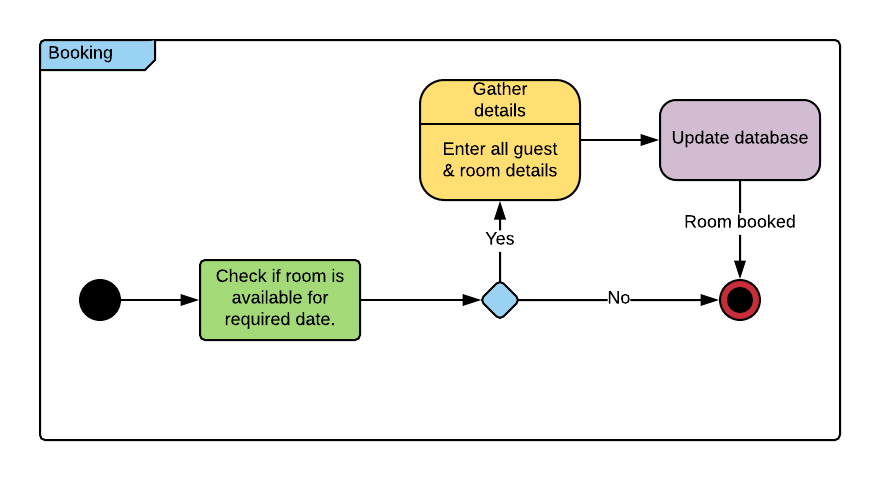 Booking
Gather
details
Enter all guest
& room details
Update database
Room booked
Yes
Check if room is
available for
required date.
No